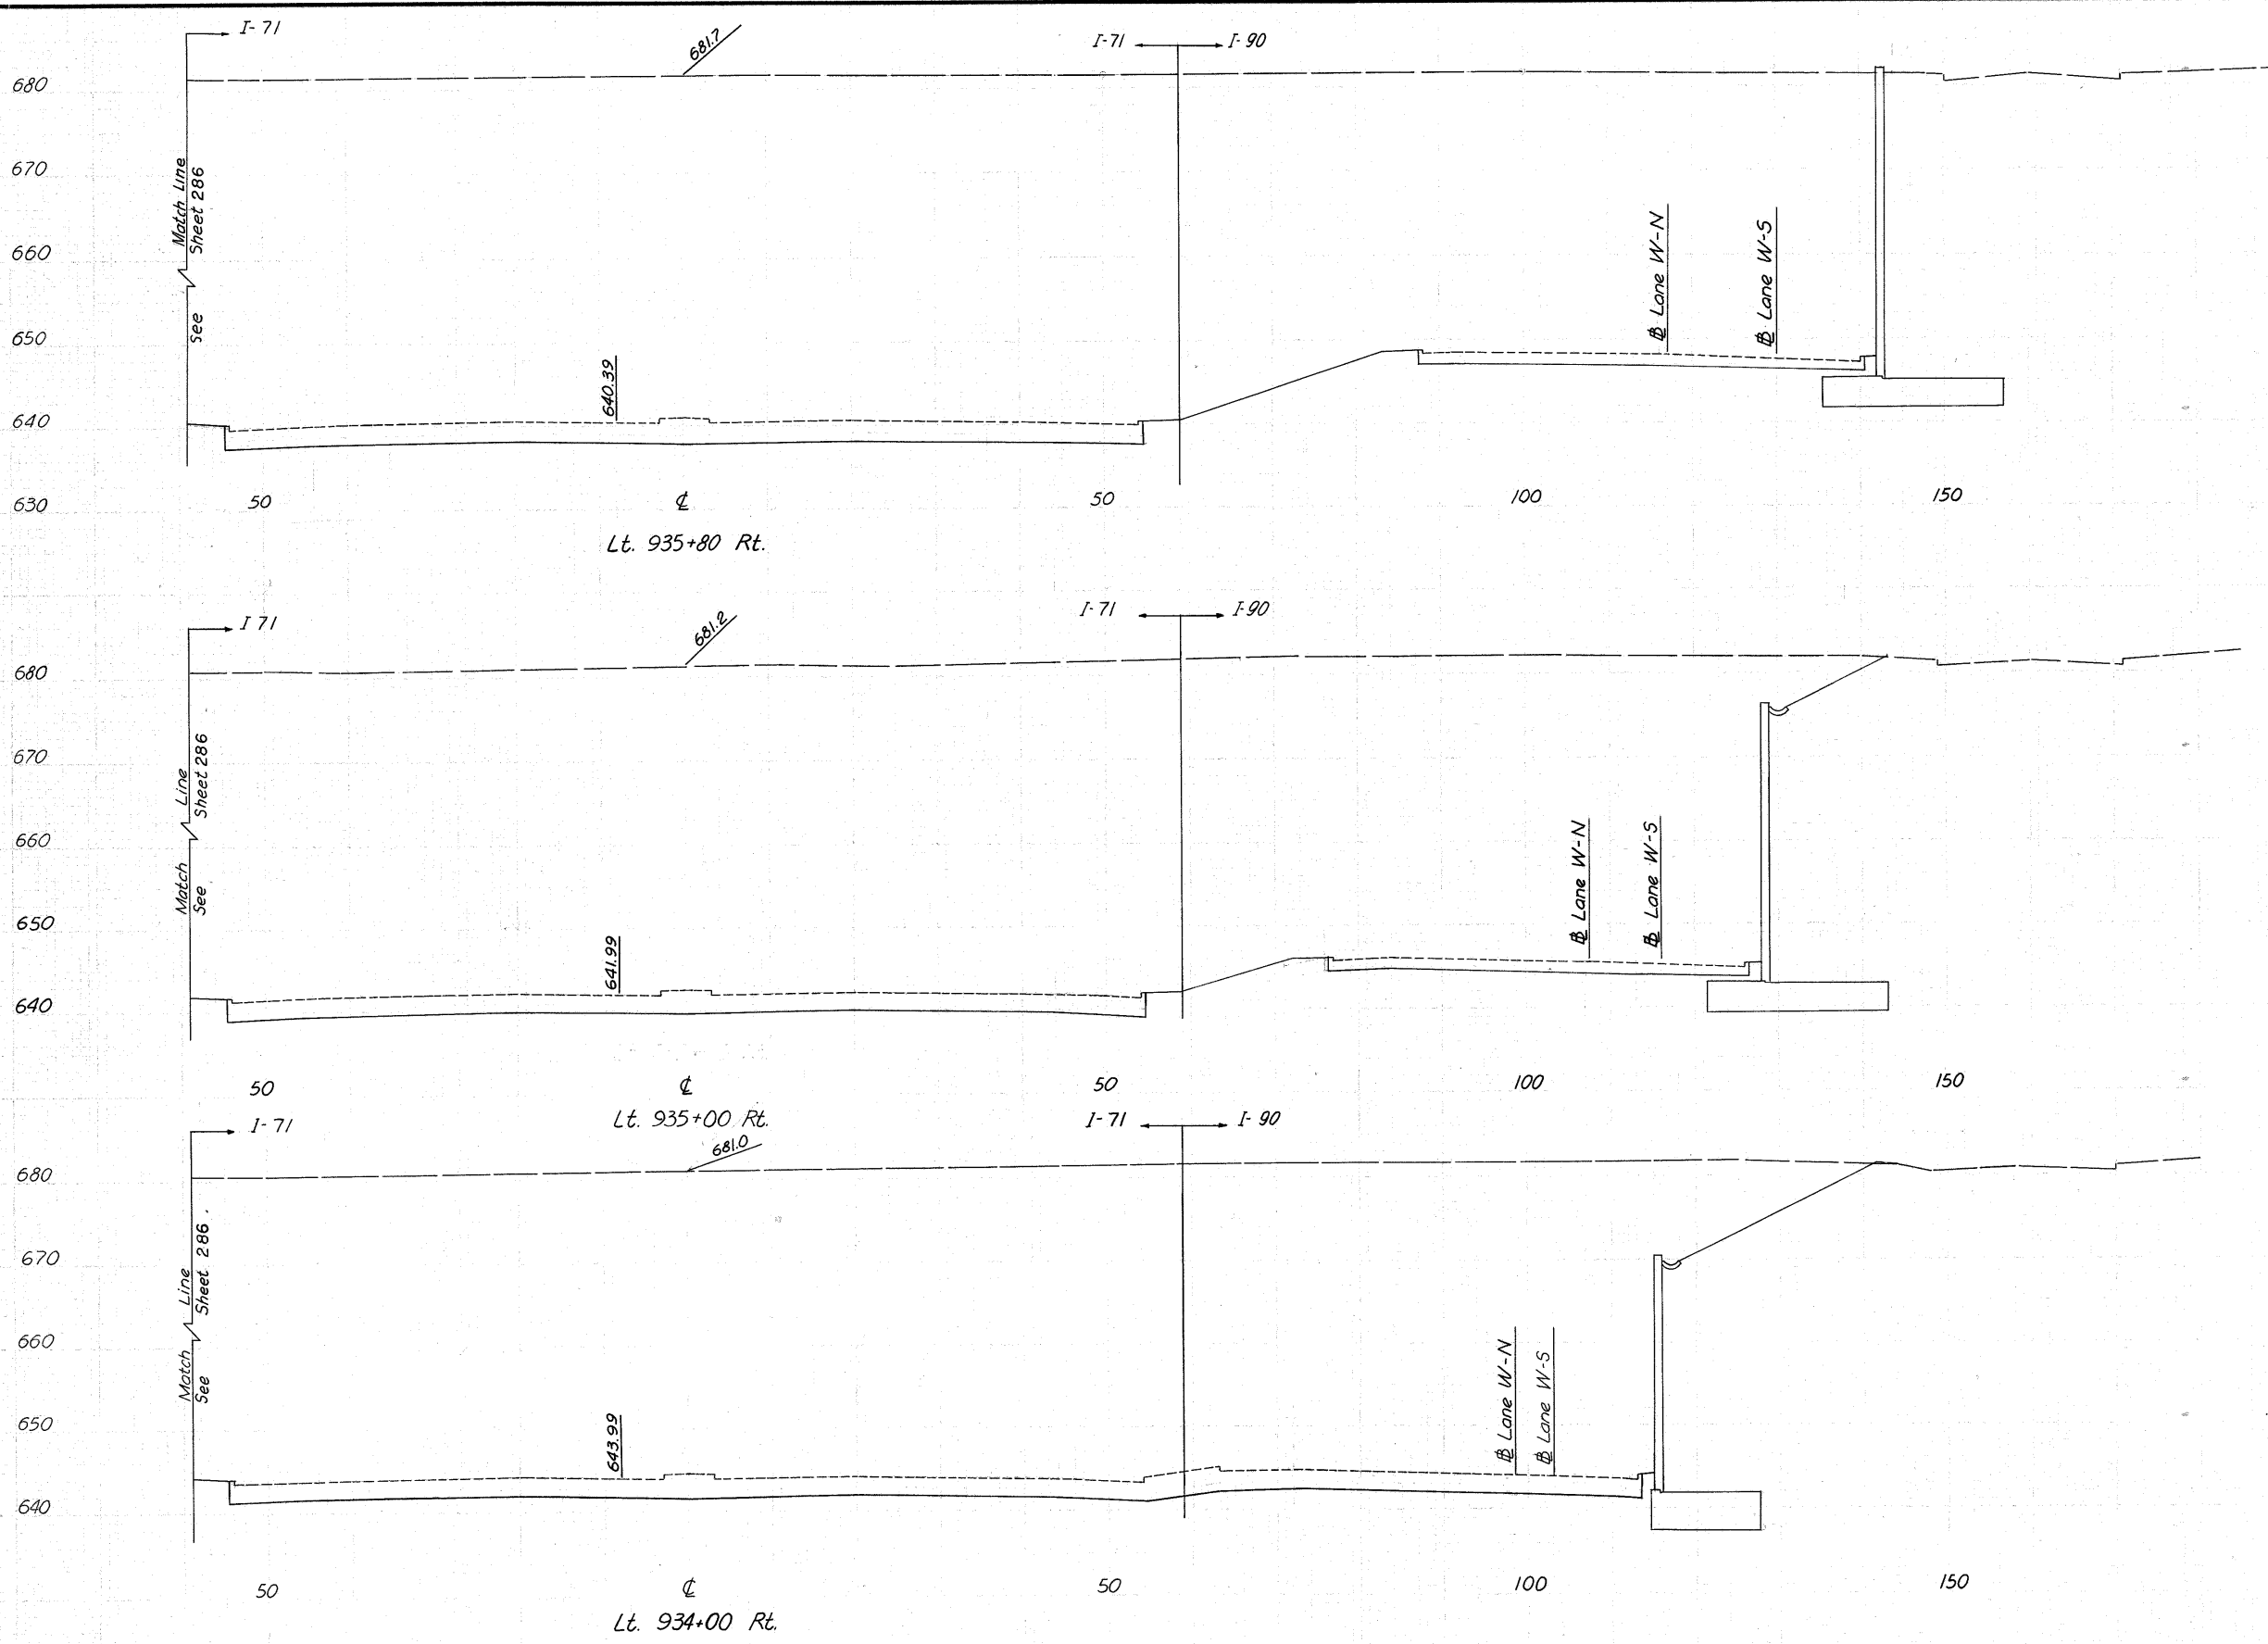 I-71
681.7
I-71 I-90
680
670
660
650
640
630
Match Line
See Sheet 286
640.39
℄ Lane W-N
℄ Lane W-S
50 ℄ 50 100 150
Lt. 935+80 Rt.
I 71
681.2
I-71 I-90
680
670
660
650
640
Match Line
See Sheet 286
641.99
℄ Lane W-N
℄ Lane W-S
50 ℄ 50 100 150
Lt. 935+00 Rt.
I-71
681.0
I-71 I-90
680
670
660
650
640
Match Line
See Sheet 286
643.99
℄ Lane W-N
℄ Lane W-S
50 ℄ 50 100 150
Lt. 934+00 Rt.